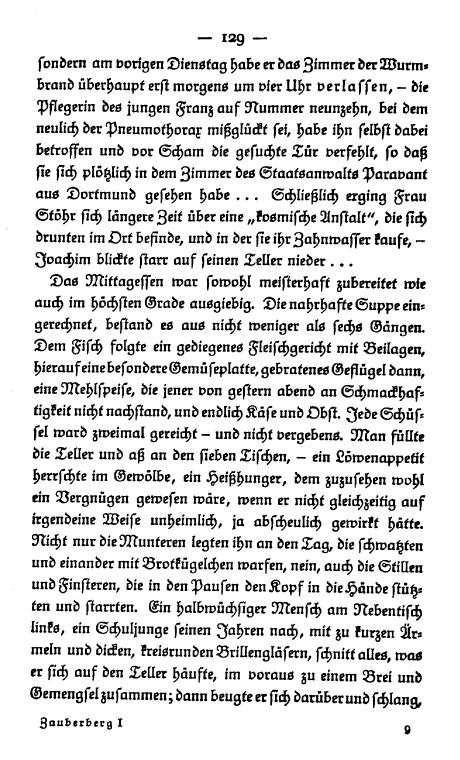 — 129 —
sondern am vorigen Dienstag habe er das Zimmer der Wurm-
brand überhaupt erst morgens um vier Uhr verlassen, – die
Pflegerin des jungen Franz auf Nummer neunzehn, bei dem
neulich der Pneumothorax mißglückt sei, habe ihn selbst dabei
betroffen und vor Scham die gesuchte Tür verfehlt, so daß
sie sich plötzlich in dem Zimmer des Staatsanwalts Paravant
aus Dortmund gesehen habe ... Schließlich erging Frau
Stöhr sich längere Zeit über eine „kosmische Anstalt“, die sich
drunten im Ort befinde, und in der sie ihr Zahnwasser kaufe, –
Joachim blickte starr auf seinen Teller nieder ...
Das Mittagessen war sowohl meisterhaft zubereitet wie
auch im höchsten Grade ausgiebig. Die nahrhafte Suppe ein-
gerechnet, bestand es aus nicht weniger als sechs Gängen.
Dem Fisch folgte ein gediegenes Fleischgericht mit Beilagen,
hierauf eine besondere Gemüseplatte, gebratenes Geflügel dann,
eine Mehlspeise, die jener von gestern abend an Schmackhaf-
tigkeit nicht nachstand, und endlich Käse und Obst. Jede Schüs-
sel ward zweimal gereicht – und nicht vergebens. Man füllte
die Teller und aß an den sieben Tischen, – ein Löwenappetit
herrschte im Gewölbe, ein Heißhunger, dem zuzusehen wohl
ein Vergnügen gewesen wäre, wenn er nicht gleichzeitig auf
irgendeine Weise unheimlich, ja abscheulich gewirkt hätte.
Nicht nur die Munteren legten ihn an den Tag, die schwatzten
und einander mit Brotkügelchen warfen, nein, auch die Stillen
und Finsteren, die in den Pausen den Kopf in die Hände stütz-
ten und starrten. Ein halbwüchsiger Mensch am Nebentisch
links, ein Schuljunge seinen Jahren nach, mit zu kurzen Är-
meln und dicken, kreisrunden Brillengläsern, schnitt alles, was
er sich auf den Teller häufte, im voraus zu einem Brei und
Gemengsel zusammen; dann beugte er sich darüber und schlang,
Zauberberg I 9